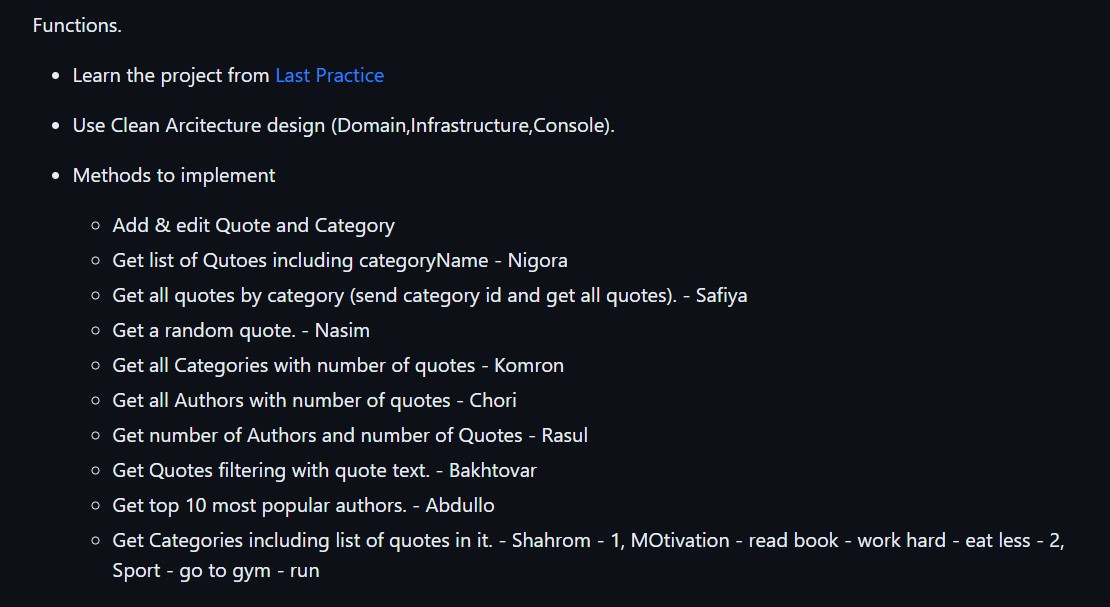 Functions.
Learn the project from Last Practice
Use Clean Arcitecture design (Domain,Infrastructure,Console).
Methods to implement
Add & edit Quote and Category
Get list of Qutoes including categoryName - Nigora
Get all quotes by category (send category id and get all quotes). - Safiya
Get a random quote. - Nasim
Get all Categories with number of quotes - Komron
Get all Authors with number of quotes - Chori
Get number of Authors and number of Quotes - Rasul
Get Quotes filtering with quote text. - Bakhtovar
Get top 10 most popular authors. - Abdullo
Get Categories including list of quotes in it. - Shahrom - 1, MOtivation - read book - work hard - eat less - 2,
Sport - go to gym - run